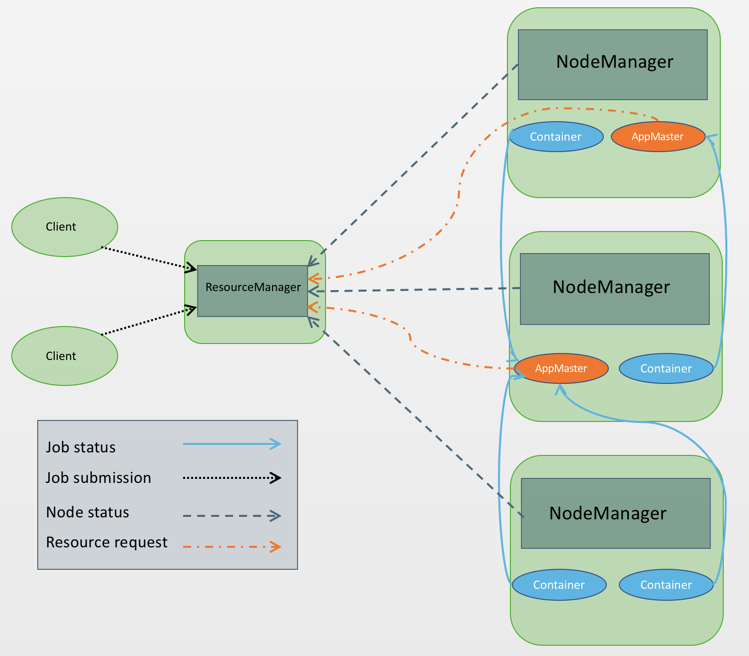 NodeManager
Container
AppMaster
Client
ResourceManager
NodeManager
Client
AppMaster
Container
Job status
Job submission
Node status
Resource request
NodeManager
Container
Container